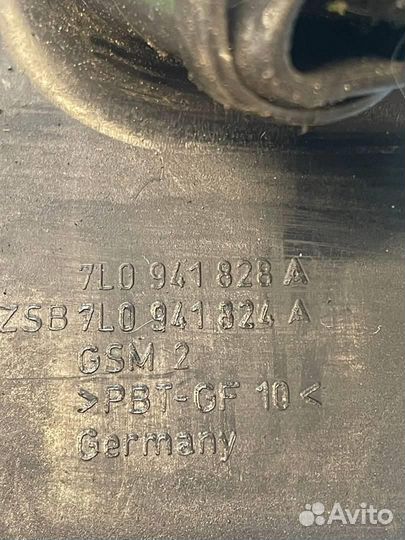 7L0 941 828 A
ZSB 7L0 941 824 A
GSM 2
>PBT-GF 10<
Germany
Avito